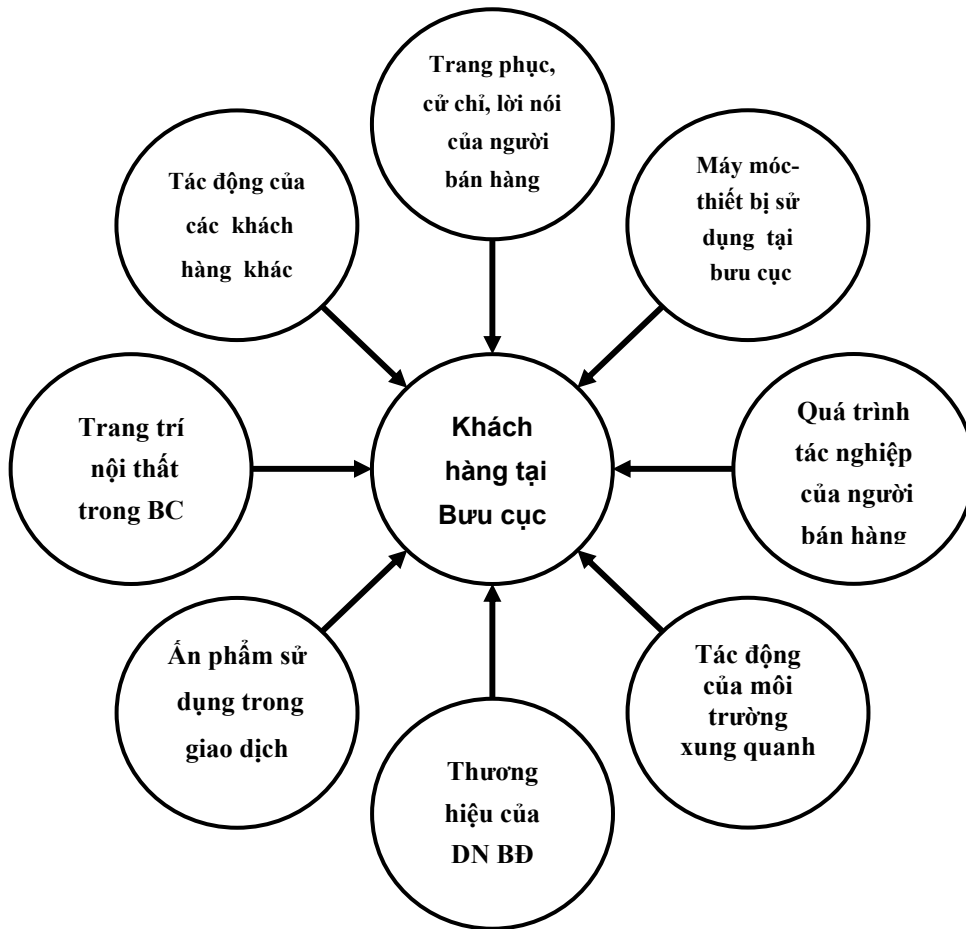 Trang phục,
cử chỉ, lời nói
của người
bán hàng
Tác động của
các khách
hàng khác
Máy móc-
thiết bị sử
dụng tại
bưu cục
Trang trí
nội thất
trong BC
Khách
hàng tại
Bưu cục
Quá trình
tác nghiệp
của người
bán hàng
Ấn phẩm sử
dụng trong
giao dịch
Tác động
của môi
trường
xung quanh
Thương
hiệu của
DN BĐ